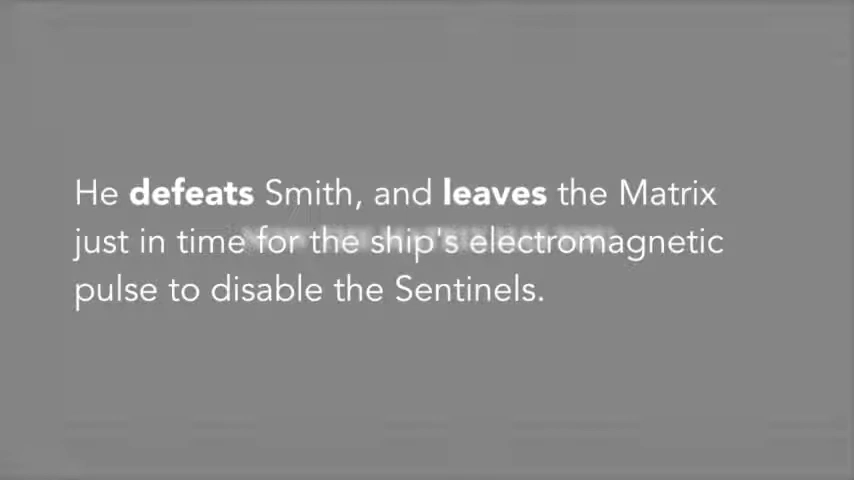 He defeats Smith, and leaves the Matrix
just in time for the ship's electromagnetic
pulse to disable the Sentinels.